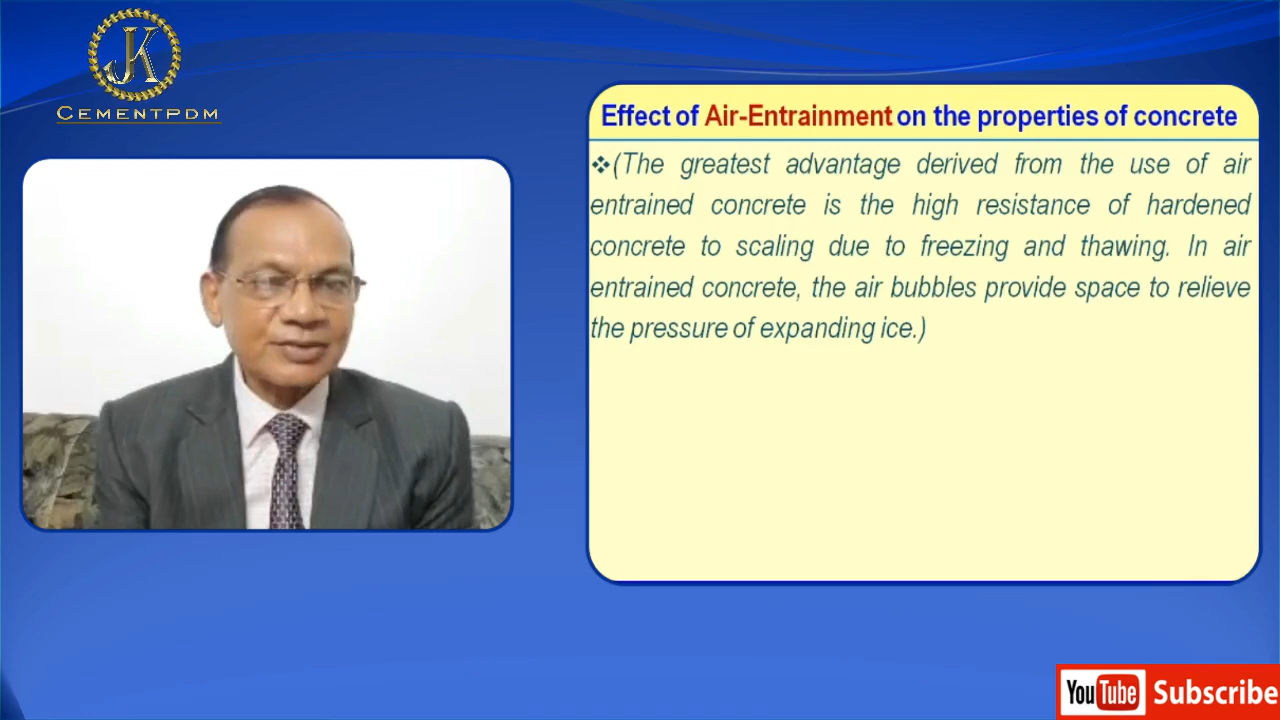 JK
CEMENTPDM
Effect of Air-Entrainment on the properties of concrete
❖(The greatest advantage derived from the use of air
entrained concrete is the high resistance of hardened
concrete to scaling due to freezing and thawing. In air
entrained concrete, the air bubbles provide space to relieve
the pressure of expanding ice.)
YouTube Subscribe